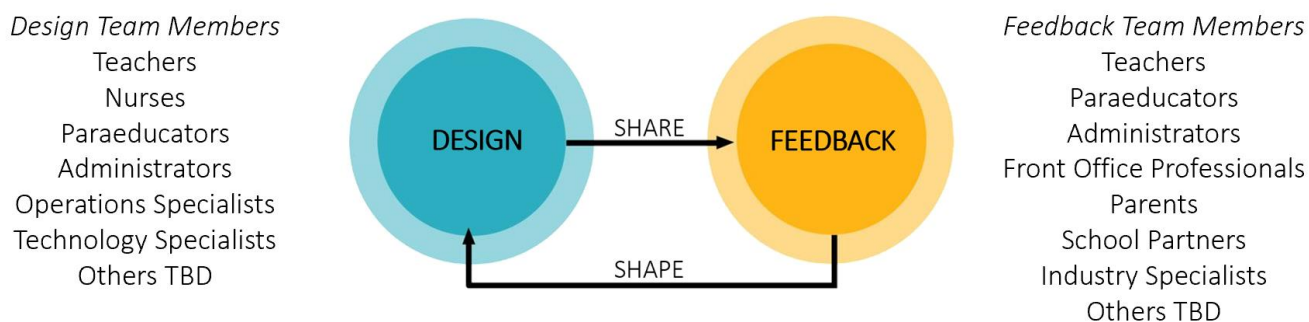 Design Team Members
Teachers
Nurses
Paraeducators
Administrators
Operations Specialists
Technology Specialists
Others TBD
DESIGN
SHARE
FEEDBACK
SHAPE
Feedback Team Members
Teachers
Paraeducators
Administrators
Front Office Professionals
Parents
School Partners
Industry Specialists
Others TBD